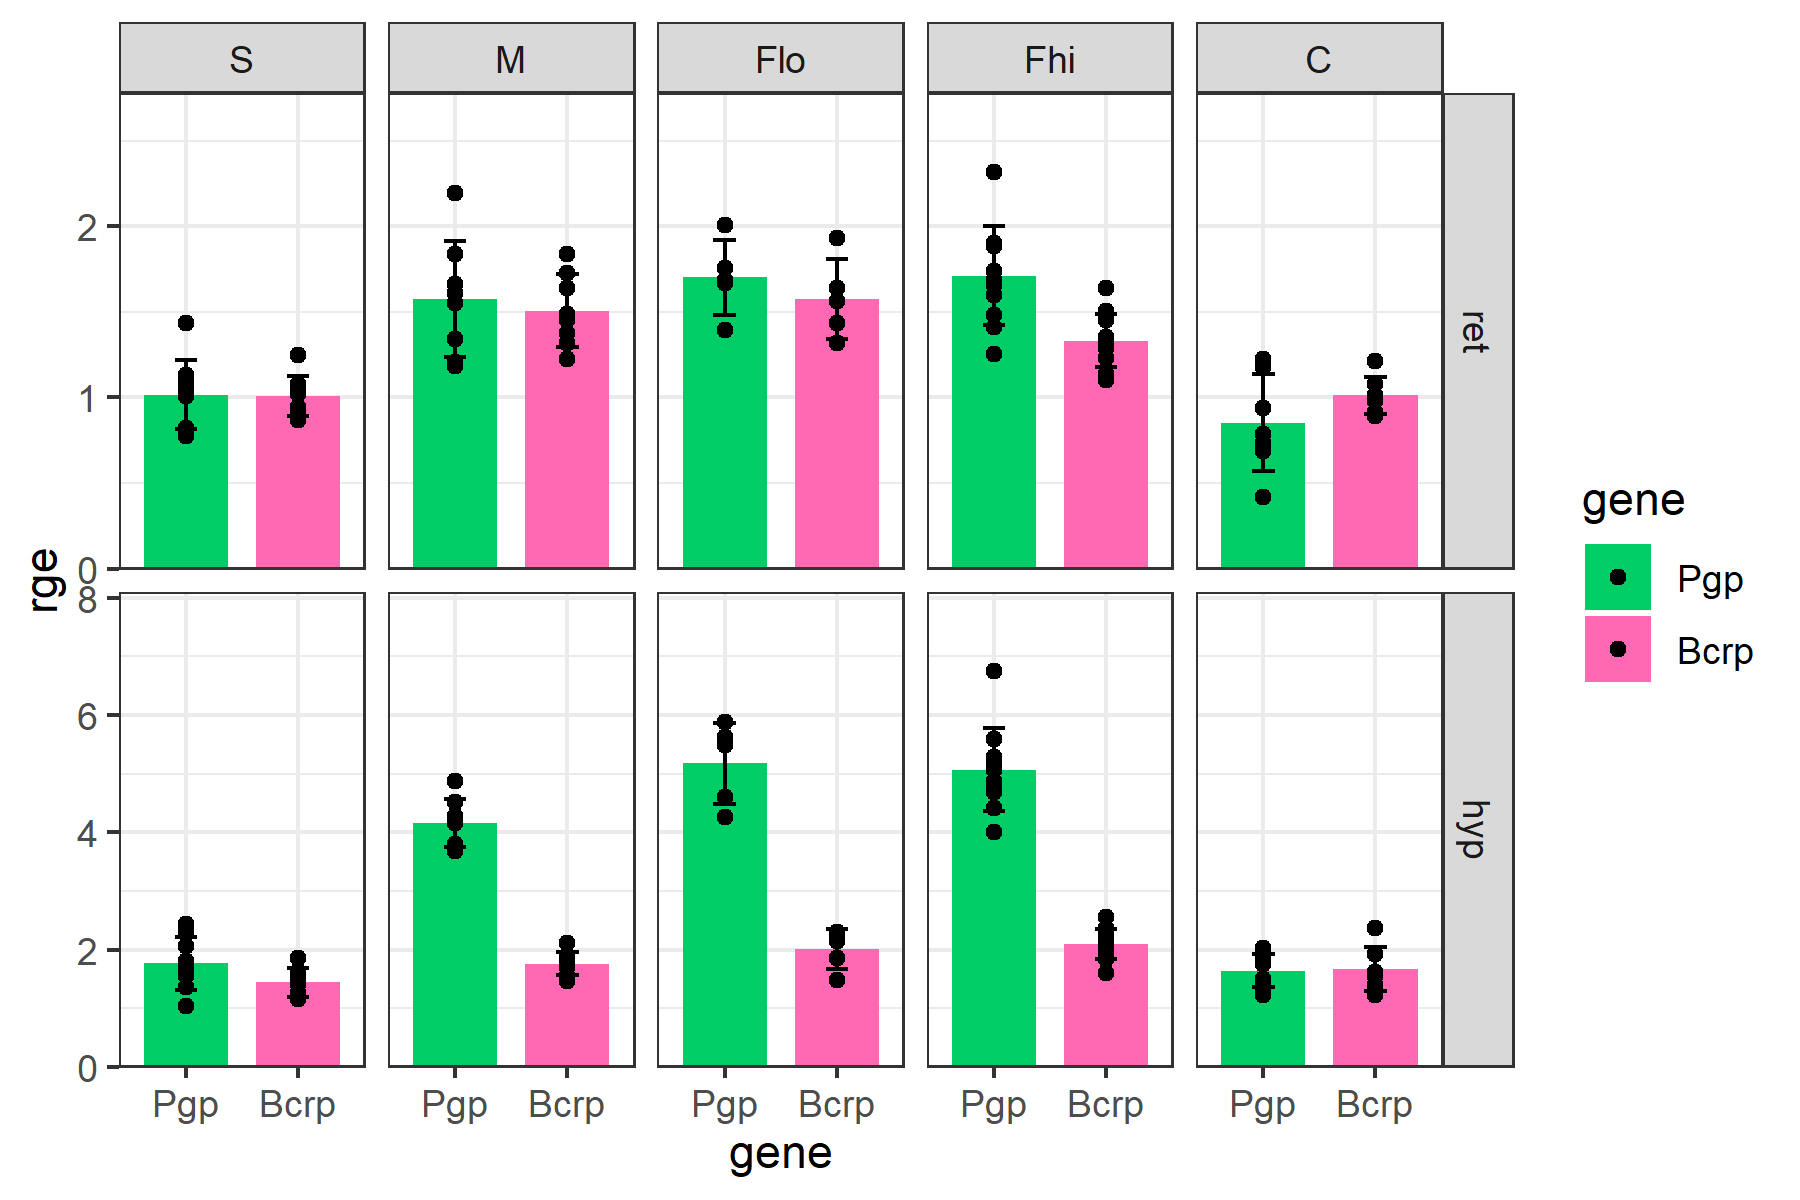 S M Flo Fhi C
2
1
0
ret
rge
8
6
4
2
0
hyp
Pgp Bcrp Pgp Bcrp Pgp Bcrp Pgp Bcrp Pgp Bcrp
gene
gene
Pgp
Bcrp